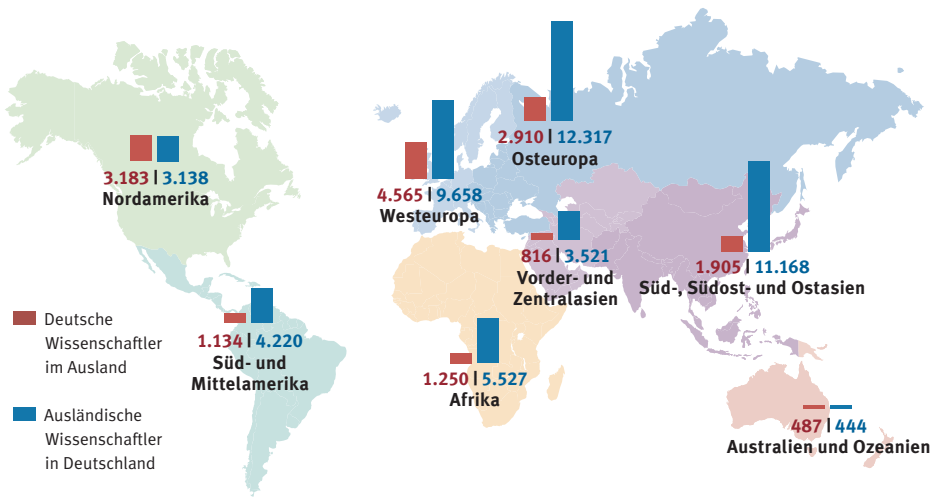 3.183 | 3.138
Nordamerika
2.910 | 12.317
Osteuropa
4.565 | 9.658
Westeuropa
816 | 3.521
Vorder- und
Zentralasien
1.905 | 11.168
Süd-, Südost- und Ostasien
1.134 | 4.220
Süd- und
Mittelamerika
1.250 | 5.527
Afrika
487 | 444
Australien und Ozeanien
Deutsche
Wissenschaftler
im Ausland
Ausländische
Wissenschaftler
in Deutschland